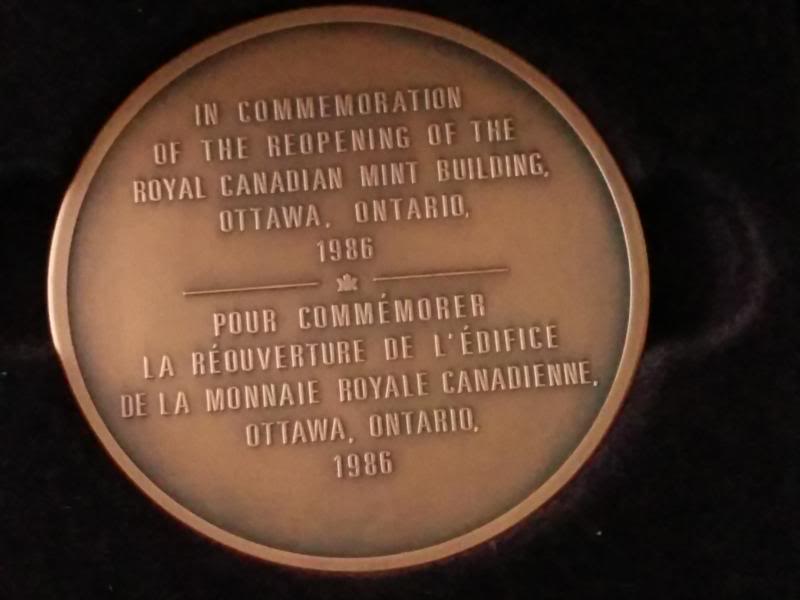 IN COMMEMORATION
OF THE REOPENING OF THE
ROYAL CANADIAN MINT BUILDING,
OTTAWA, ONTARIO,
1986
POUR COMMÉMORER
LA RÉOUVERTURE DE L'ÉDIFICE
DE LA MONNAIE ROYALE CANADIENNE,
OTTAWA, ONTARIO,
1986